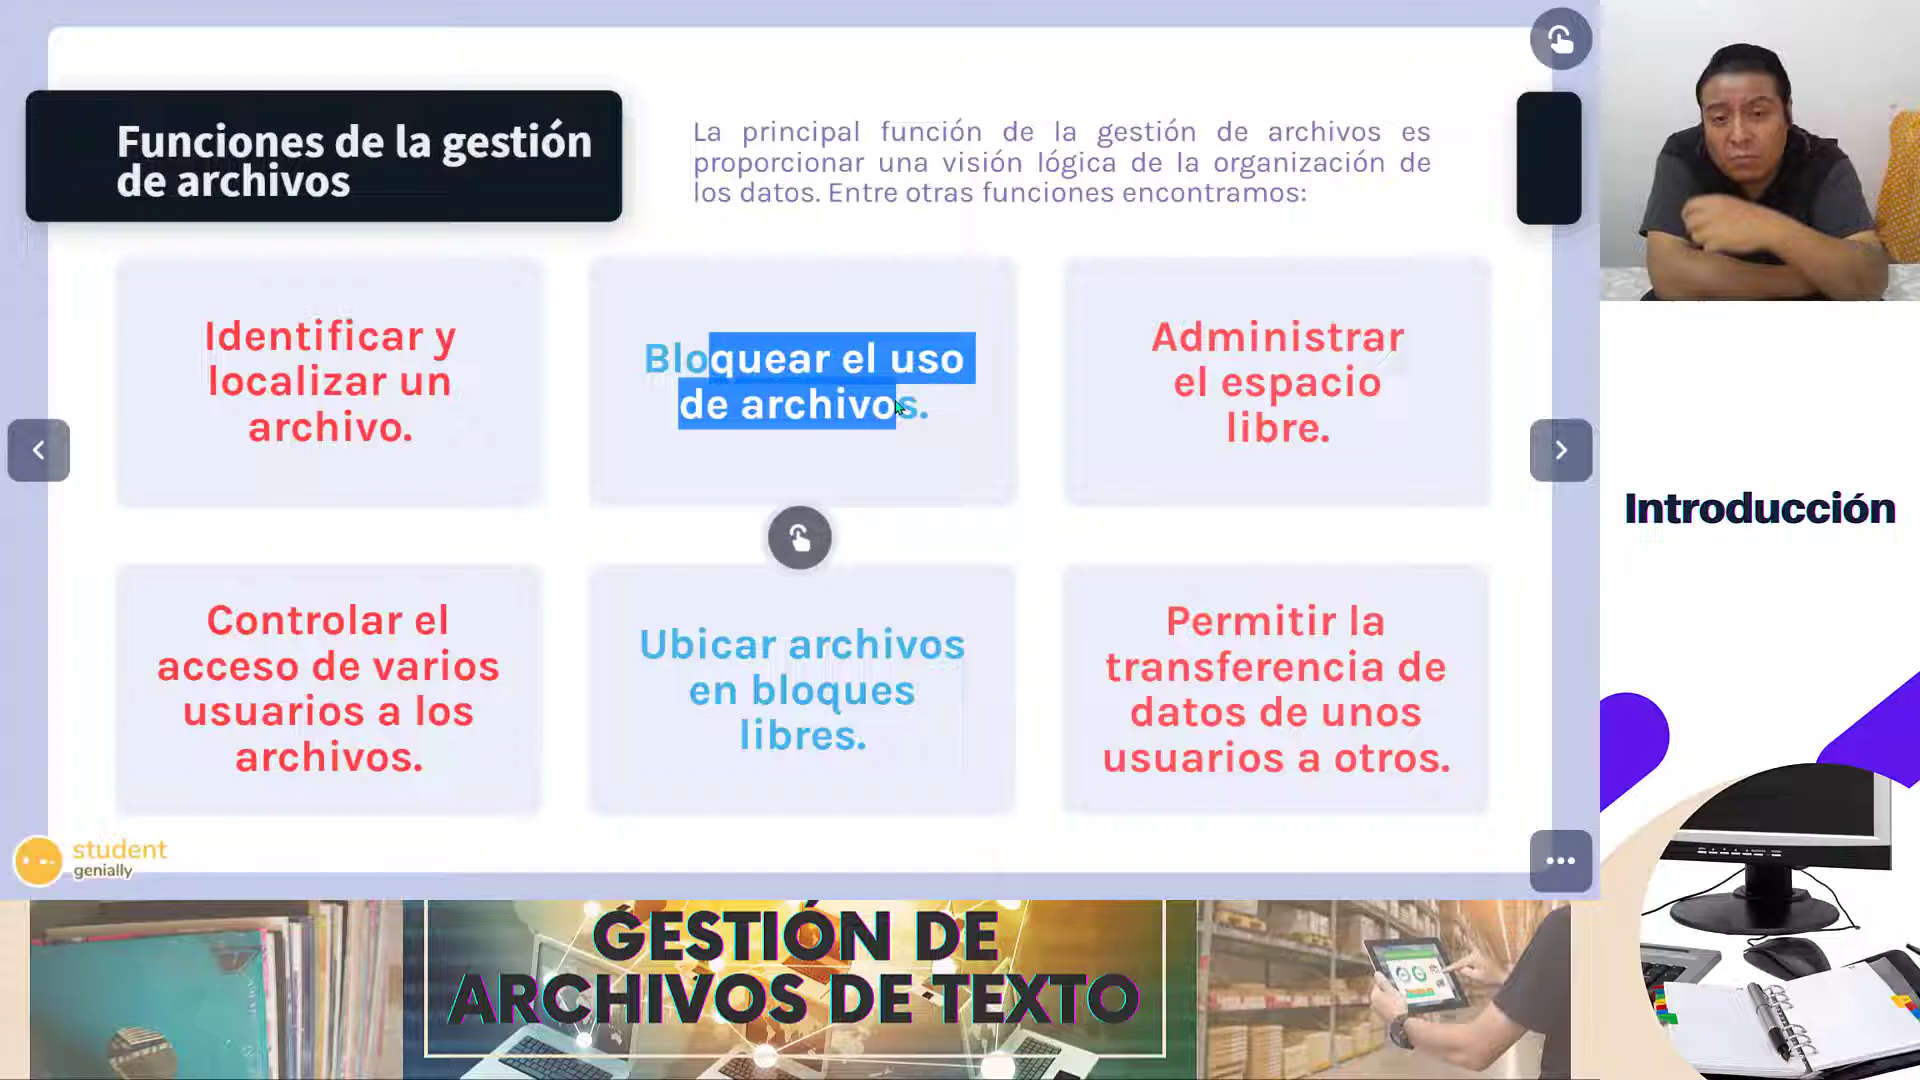 Funciones de la gestión
de archivos
La principal función de la gestión de archivos es
proporcionar una visión lógica de la organización de
los datos. Entre otras funciones encontramos:
Identificar y
localizar un
archivo.
Bloquear el uso
de archivos.
Administrar
el espacio
libre.
Controlar el
acceso de varios
usuarios a los
archivos.
Ubicar archivos
en bloques
libres.
Permitir la
transferencia de
datos de unos
usuarios a otros.
student
genially
Introducción
GESTIÓN DE
ARCHIVOS DE TEXTO